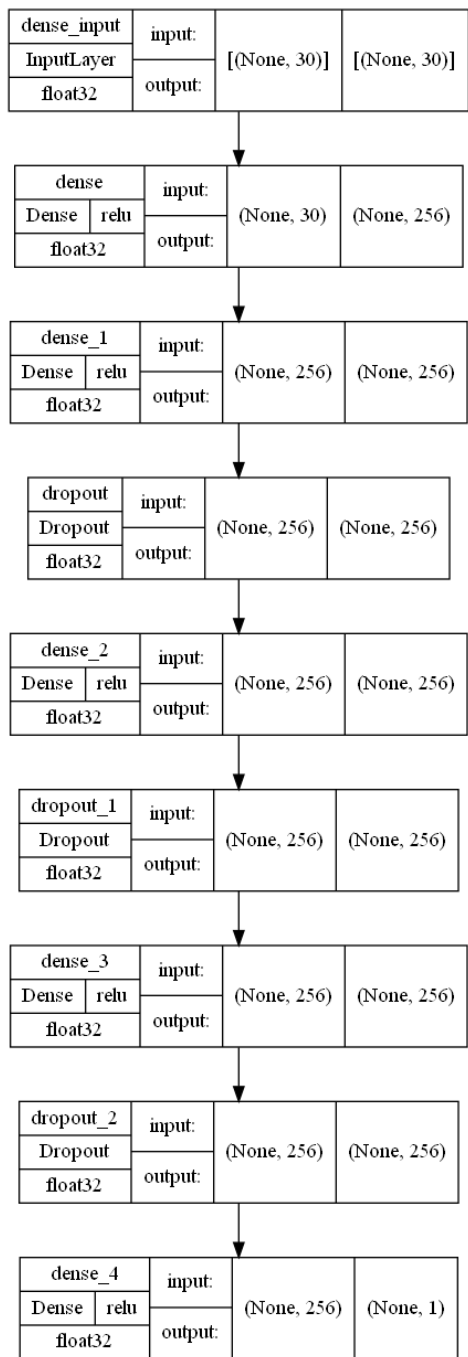 dense_input
InputLayer
float32
input:
output:
[(None, 30)]
[(None, 30)]
dense
Dense relu
float32
input:
output:
(None, 30)
(None, 256)
dense_1
Dense relu
float32
input:
output:
(None, 256)
(None, 256)
dropout
Dropout
float32
input:
output:
(None, 256)
(None, 256)
dense_2
Dense relu
float32
input:
output:
(None, 256)
(None, 256)
dropout_1
Dropout
float32
input:
output:
(None, 256)
(None, 256)
dense_3
Dense relu
float32
input:
output:
(None, 256)
(None, 256)
dropout_2
Dropout
float32
input:
output:
(None, 256)
(None, 256)
dense_4
Dense relu
float32
input:
output:
(None, 256)
(None, 1)